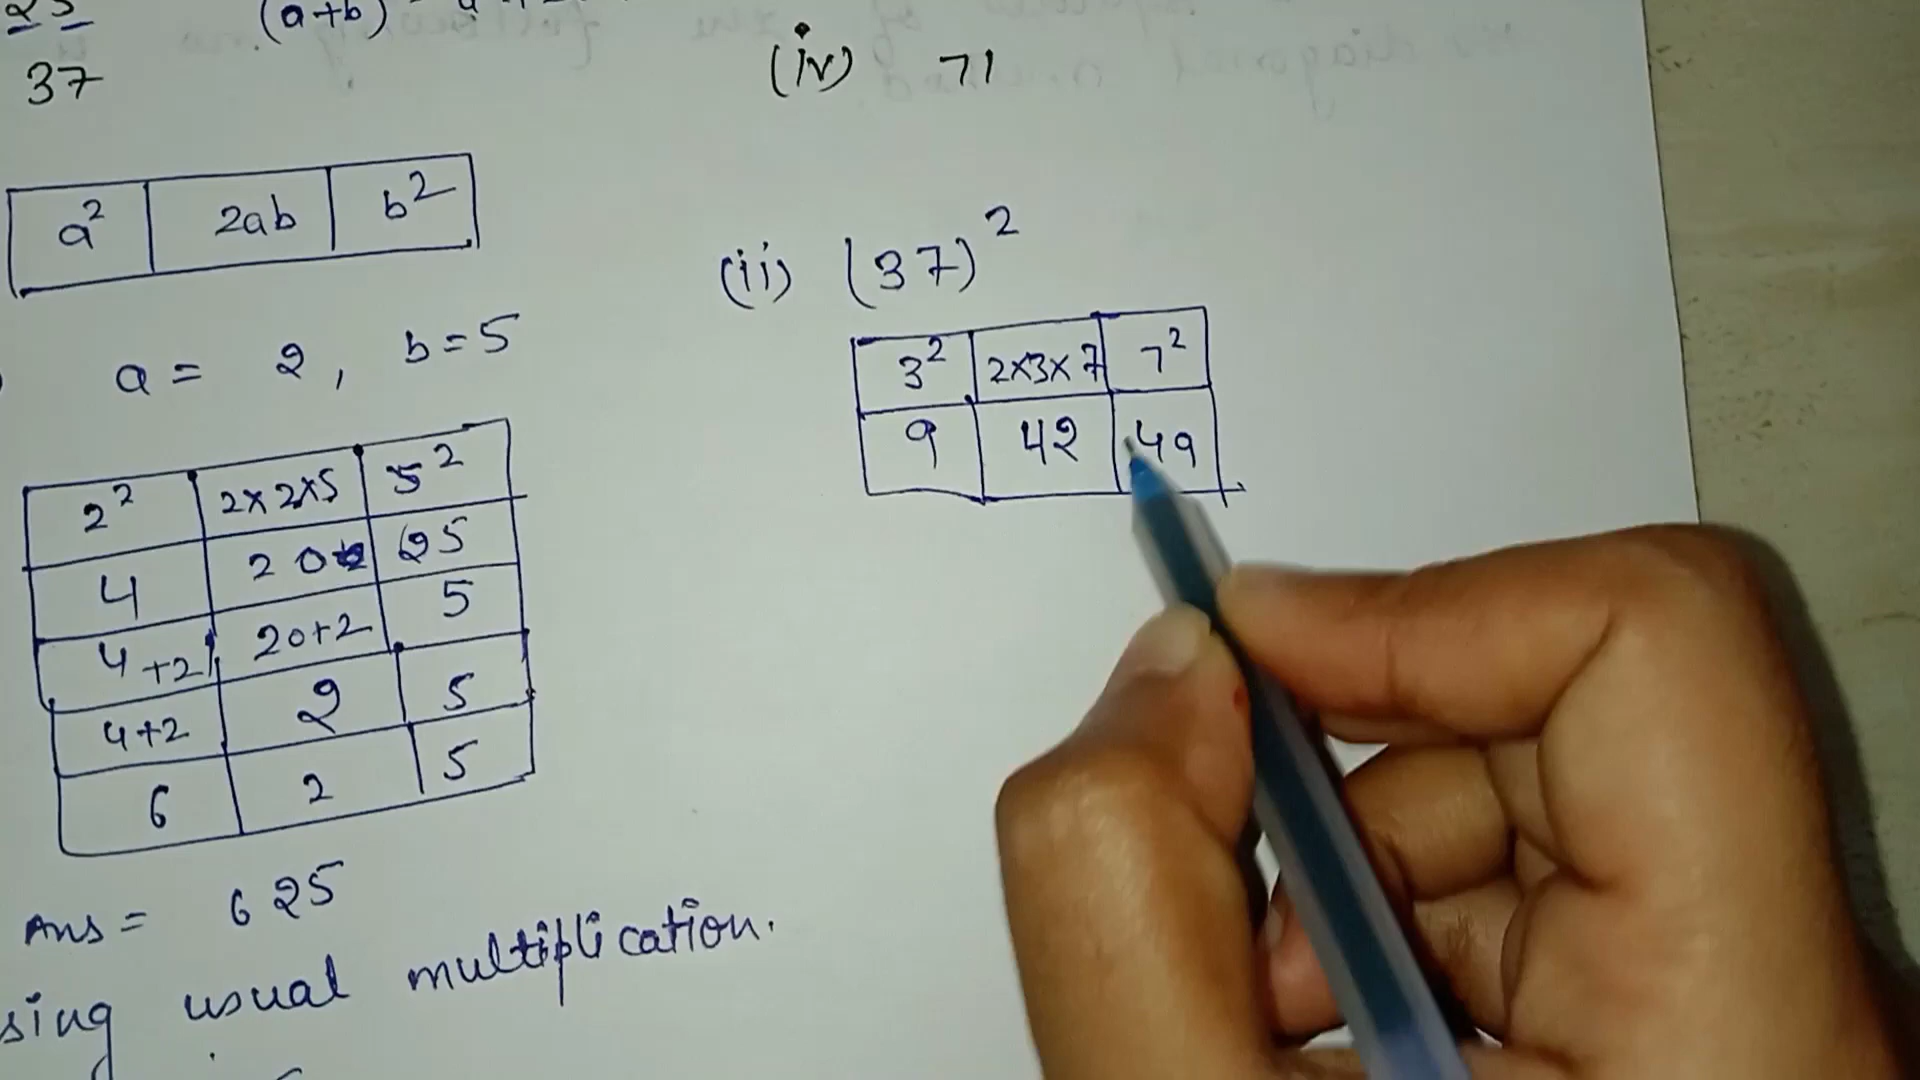 25
(a+b)
37
a² 2ab b²
a = 2, b=5
2² 2×2×5 5²
4 20 25
4+2 20+2 5
4+2 2 5
6 2 5
Ans = 625
usual multiplication.
(iv) 71
(ii) (37)²
3² 2×3×7 7²
9 42 49